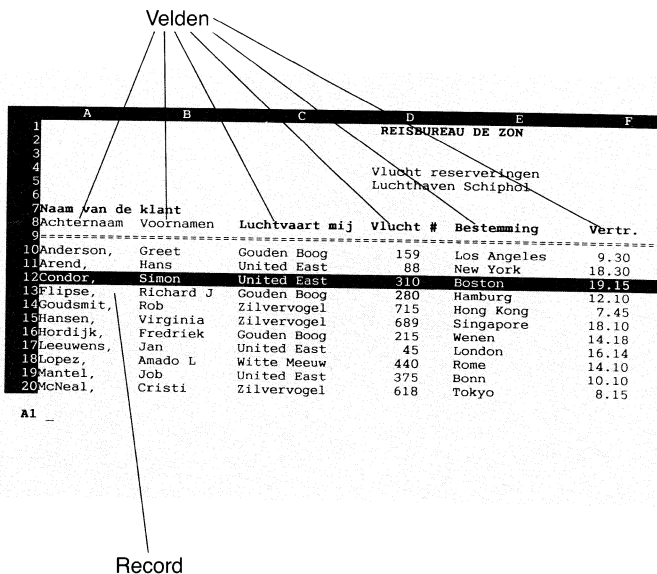 Velden
A B C D E F
1 REISBUREAU DE ZON
2
3
4 Vlucht reserveringen
5 Luchthaven Schiphol
6
7 Naam van de klant
8 Achternaam Voornamen Luchtvaart mij Vlucht # Bestemming Vertr.
9 ================================================
10 Anderson, Greet Gouden Boog 159 Los Angeles 9.30
11 Arend, Hans United East 88 New York 18.30
12 Condor, Simon United East 310 Boston 19.15
13 Flipse, Richard J Gouden Boog 280 Hamburg 12.10
14 Goudsmit, Rob Zilvervogel 715 Hong Kong 7.45
15 Hansen, Virginia Zilvervogel 689 Singapore 18.10
16 Hordijk, Fredriek Gouden Boog 215 Wenen 14.18
17 Leeuwens, Jan United East 45 London 16.14
18 Lopez, Amado L Witte Meeuw 440 Rome 14.10
19 Mantel, Job United East 375 Bonn 10.10
20 McNeal, Cristi Zilvervogel 618 Tokyo 8.15
A1 _
Record